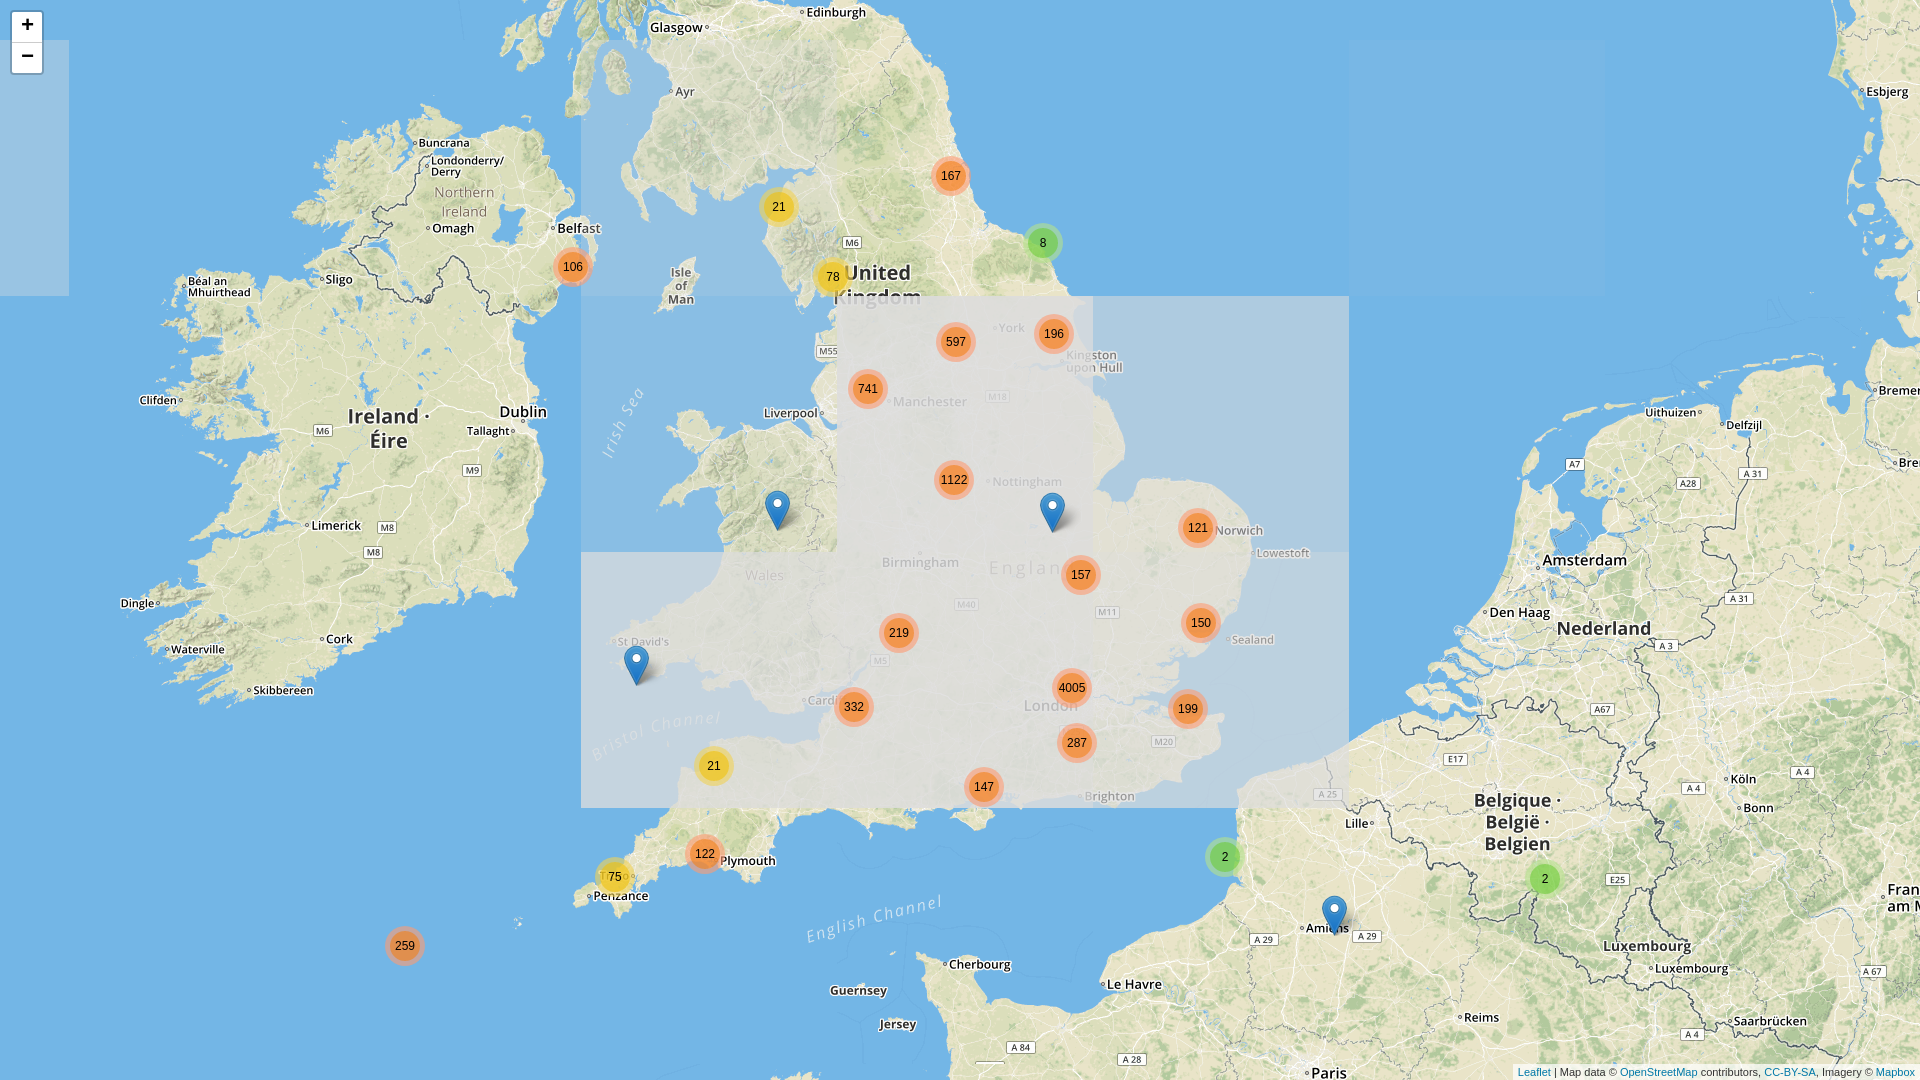 +
−
Glasgow
Edinburgh
Ayr
Esbjerg
Buncrana
Londonderry/
Derry
Northern
Ireland
Omagh
Belfast
167
21
8
M6
106
78
United
Kingdom
Isle
of
Man
Sligo
Béal an
Mhuirthead
York
597
196
M55
Kingston
upon Hull
741
Manchester
M18
Clifden
Liverpool
Dublin
Tallaght
Ireland ·
Éire
M6
M9
Irish Sea
Uithuizen
Delfzijl
A7
A 31
A28
1122
Nottingham
121
Norwich
Lowestoft
Limerick
M8
M8
Birmingham
157
Wales
M40
M11
Amsterdam
A 31
Den Haag
Nederland
A 3
Dingle
Cork
Waterville
Skibbereen
219
150
Sealand
St David's
M5
4005
London
332
199
287
M20
Bristol Channel
A67
E17
21
147
Brighton
A 25
Köln
A 4
A 4
Bonn
Belgique ·
België ·
Belgien
Lille
122
Plymouth
75
Penzance
2
2
E25
English Channel
259
Amiens
A 29
A 29
Luxembourg
Luxembourg
A 67
Cherbourg
Guernsey
Le Havre
Jersey
Reims
Saarbrücken
A 84
A 28
A 4
Paris
Leaflet | Map data © OpenStreetMap contributors, CC-BY-SA, Imagery © Mapbox